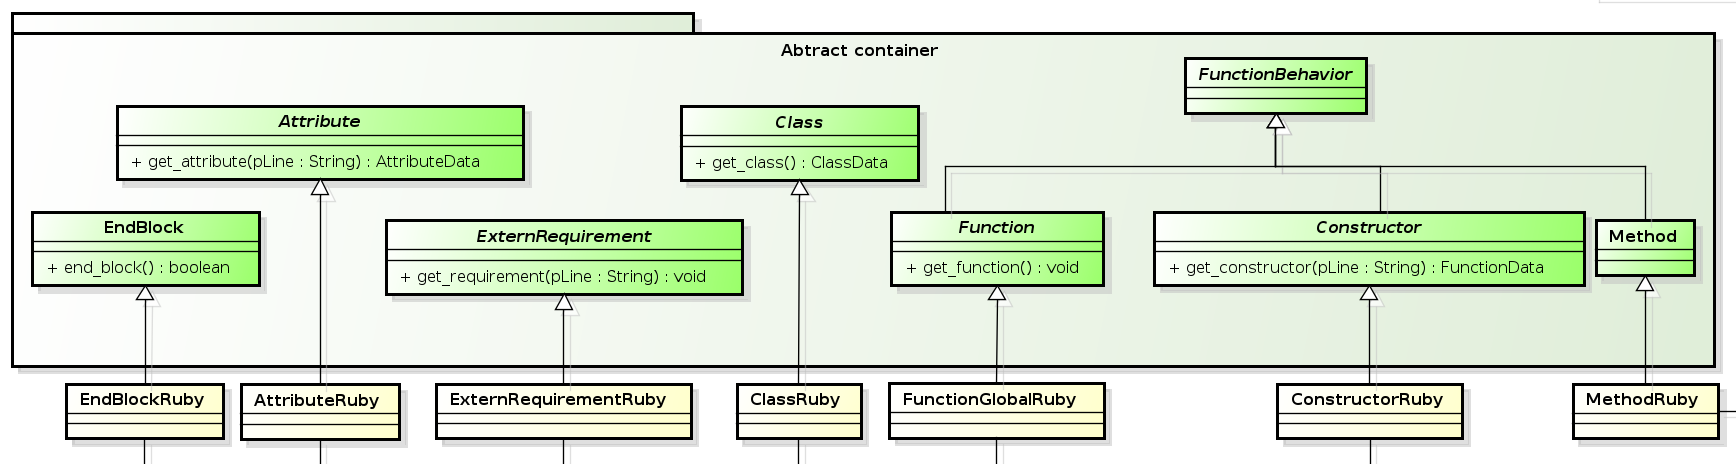 Abtract container
FunctionBehavior
Attribute
+ get_attribute(pLine : String) : AttributeData
Class
+ get_class() : ClassData
EndBlock
+ end_block() : boolean
ExternRequirement
+ get_requirement(pLine : String) : void
Function
+ get_function() : void
Constructor
+ get_constructor(pLine : String) : FunctionData
Method
EndBlockRuby
AttributeRuby
ExternRequirementRuby
ClassRuby
FunctionGlobalRuby
ConstructorRuby
MethodRuby